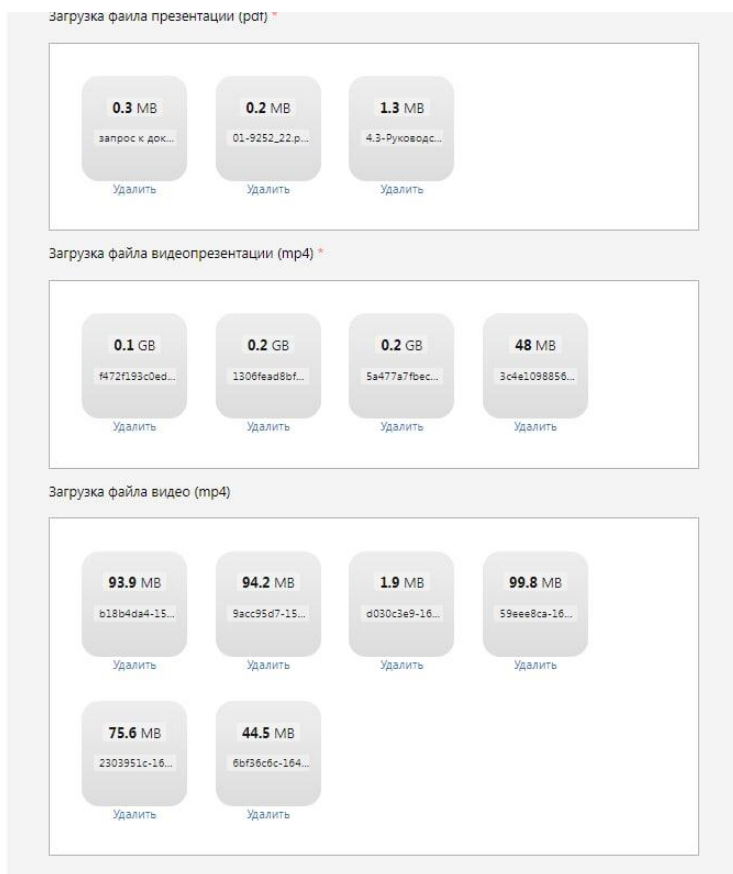 Загрузка файла презентации (pdf) *
0.3 MB 0.2 MB 1.3 MB
запрос к док... 01-9252_22.p... 4.3-Руководс...
Удалить Удалить Удалить
Загрузка файла видеопрезентации (mp4) *
0.1 GB 0.2 GB 0.2 GB 48 MB
f472f193c0ed... 1306fead8bf... 5a477a7fbec... 3c4e1098856...
Удалить Удалить Удалить Удалить
Загрузка файла видео (mp4)
93.9 MB 94.2 MB 1.9 MB 99.8 MB
b18b4da4-15... 9acc95d7-15... d030c3e9-16... 59eee8ca-16...
Удалить Удалить Удалить Удалить
75.6 MB 44.5 MB
2303951c-16... 6bf36c6c-164...
Удалить Удалить